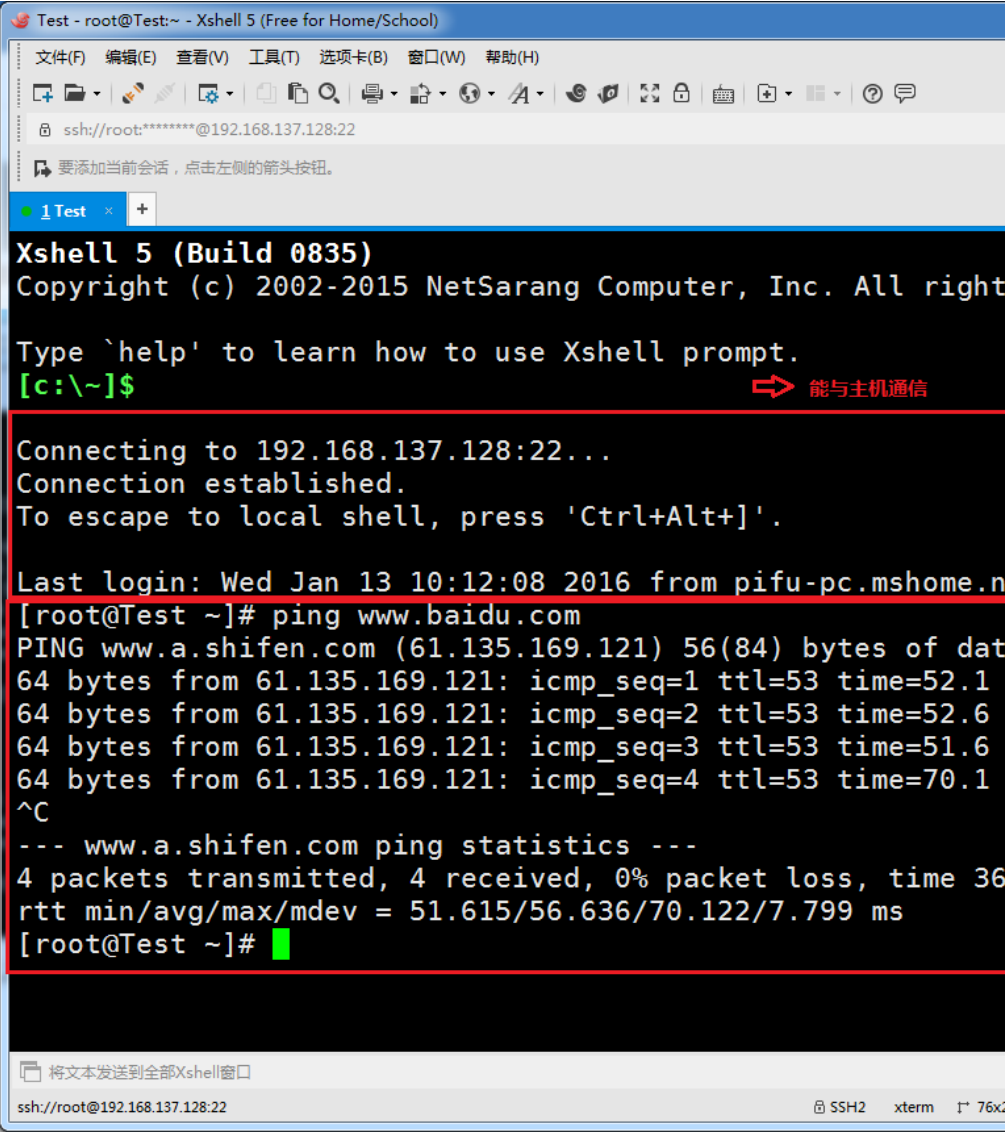 Test - root@Test:~ - Xshell 5 (Free for Home/School)
文件(F) 编辑(E) 查看(V) 工具(T) 选项卡(B) 窗口(W) 帮助(H)
ssh://root:********@192.168.137.128:22
要添加当前会话，点击左侧的箭头按钮。
1 Test × +
Xshell 5 (Build 0835)
Copyright (c) 2002-2015 NetSarang Computer, Inc. All right
Type `help' to learn how to use Xshell prompt.
[c:\~]$
能与主机通信
Connecting to 192.168.137.128:22...
Connection established.
To escape to local shell, press 'Ctrl+Alt+]'.
Last login: Wed Jan 13 10:12:08 2016 from pifu-pc.mshome.n
[root@Test ~]# ping www.baidu.com
PING www.a.shifen.com (61.135.169.121) 56(84) bytes of dat
64 bytes from 61.135.169.121: icmp_seq=1 ttl=53 time=52.1
64 bytes from 61.135.169.121: icmp_seq=2 ttl=53 time=52.6
64 bytes from 61.135.169.121: icmp_seq=3 ttl=53 time=51.6
64 bytes from 61.135.169.121: icmp_seq=4 ttl=53 time=70.1
^C
--- www.a.shifen.com ping statistics ---
4 packets transmitted, 4 received, 0% packet loss, time 36
rtt min/avg/max/mdev = 51.615/56.636/70.122/7.799 ms
[root@Test ~]#
将文本发送到全部Xshell窗口
ssh://root@192.168.137.128:22 SSH2 xterm 76x2